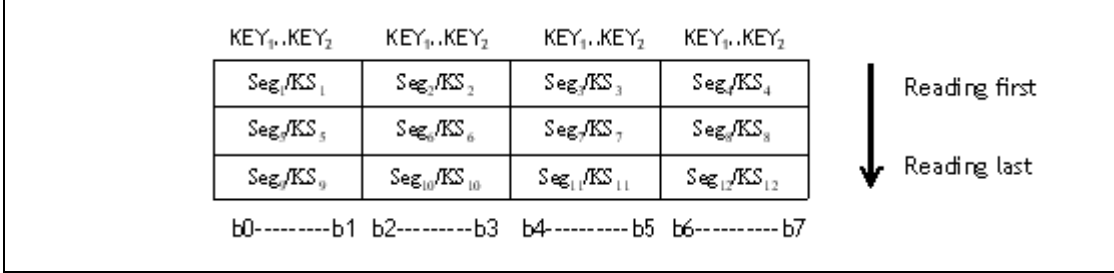 KEY₁..KEY₂ KEY₁..KEY₂ KEY₁..KEY₂ KEY₁..KEY₂
Seg₁/KS₁ Seg₂/KS₂ Seg₃/KS₃ Seg₄/KS₄ Reading first
Seg₅/KS₅ Seg₆/KS₆ Seg₇/KS₇ Seg₈/KS₈
Seg₉/KS₉ Seg₁₀/KS₁₀ Seg₁₁/KS₁₁ Seg₁₂/KS₁₂ Reading last
b0---------b1 b2---------b3 b4----------b5 b6----------b7